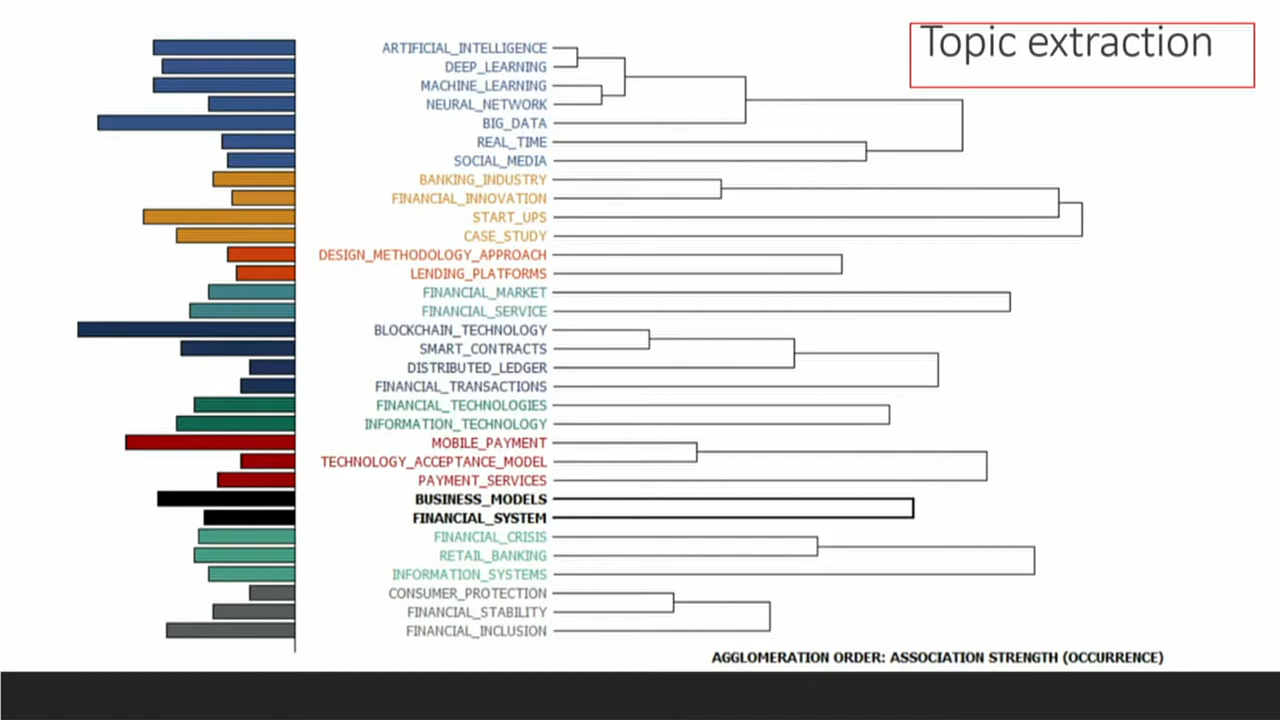 Topic extraction
ARTIFICIAL_INTELLIGENCE
DEEP_LEARNING
MACHINE_LEARNING
NEURAL_NETWORK
BIG_DATA
REAL_TIME
SOCIAL_MEDIA
BANKING_INDUSTRY
FINANCIAL_INNOVATION
START_UPS
CASE_STUDY
DESIGN_METHODOLOGY_APPROACH
LENDING_PLATFORMS
FINANCIAL_MARKET
FINANCIAL_SERVICE
BLOCKCHAIN_TECHNOLOGY
SMART_CONTRACTS
DISTRIBUTED_LEDGER
FINANCIAL_TRANSACTIONS
FINANCIAL_TECHNOLOGIES
INFORMATION_TECHNOLOGY
MOBILE_PAYMENT
TECHNOLOGY_ACCEPTANCE_MODEL
PAYMENT_SERVICES
BUSINESS_MODELS
FINANCIAL_SYSTEM
FINANCIAL_CRISIS
RETAIL_BANKING
INFORMATION_SYSTEMS
CONSUMER_PROTECTION
FINANCIAL_STABILITY
FINANCIAL_INCLUSION
AGGLOMERATION ORDER: ASSOCIATION STRENGTH (OCCURRENCE)